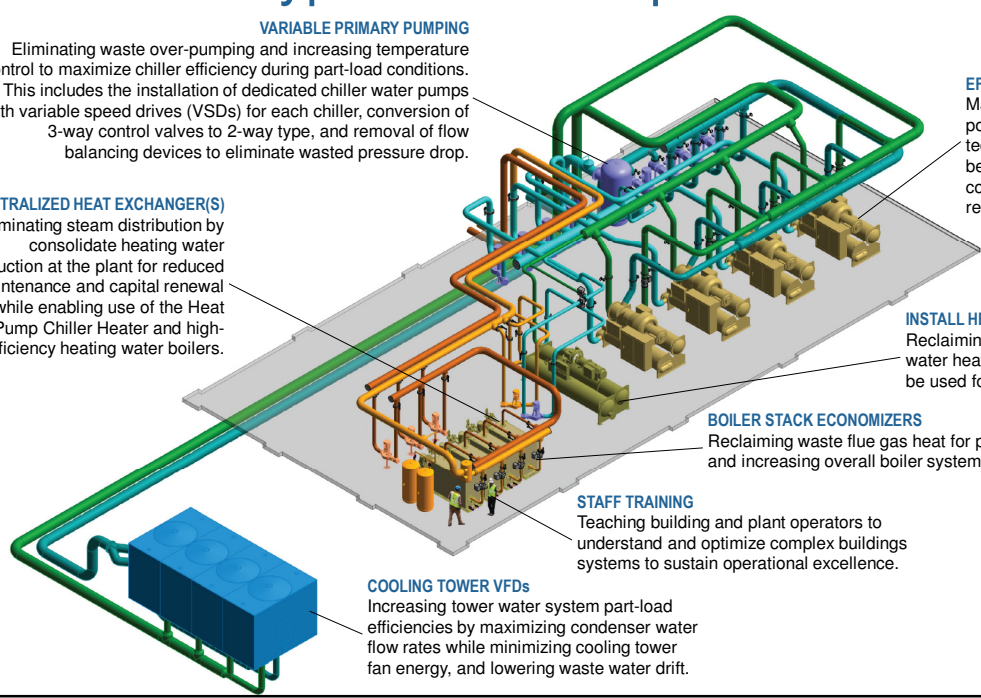 VARIABLE PRIMARY PUMPING
Eliminating waste over-pumping and increasing temperature
control to maximize chiller efficiency during part-load conditions.
This includes the installation of dedicated chiller water pumps
with variable speed drives (VSDs) for each chiller, conversion of
3-way control valves to 2-way type, and removal of flow
balancing devices to eliminate wasted pressure drop.
TRALIZED HEAT EXCHANGER(S)
minating steam distribution by
consolidate heating water
uction at the plant for reduced
ntenance and capital renewal
while enabling use of the Heat
Pump Chiller Heater and high-
ficiency heating water boilers.
INSTALL HE
Reclaiming
water hea
be used fo
BOILER STACK ECONOMIZERS
Reclaiming waste flue gas heat for p
and increasing overall boiler system
STAFF TRAINING
Teaching building and plant operators to
understand and optimize complex buildings
systems to sustain operational excellence.
COOLING TOWER VFDs
Increasing tower water system part-load
efficiencies by maximizing condenser water
flow rates while minimizing cooling tower
fan energy, and lowering waste water drift.